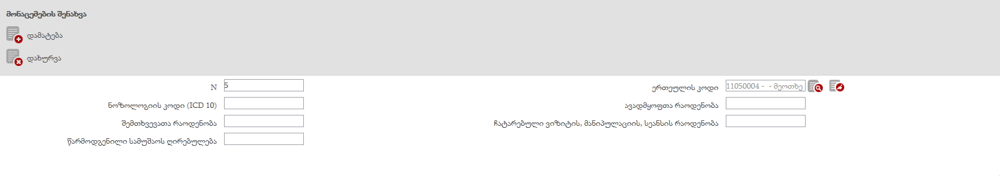 მონაცემების შენახვა
დამატება
დახურვა
N 5 ერთეულის კოდი 11050004 - - მეოთხე
ნოზოლოგიის კოდი (ICD 10) ავადმყოფთა რაოდენობა
შემთხვევათა რაოდენობა ჩატარებული ვიზიტის, მანიპულაციის, სეანსის რაოდენობა
წარმოდგენილი სამუშაოს ღირებულება